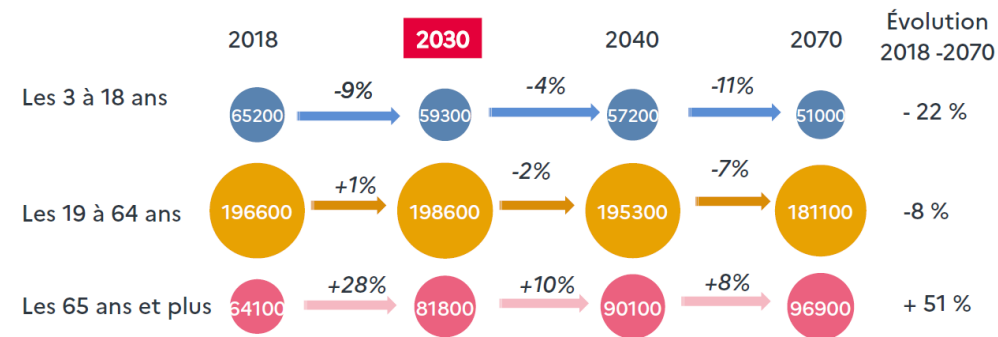 Évolution
2018 2030 2040 2070 2018 -2070
Les 3 à 18 ans -9% -4% -11%
65200 59300 57200 51000 - 22 %
+1% -2% -7%
Les 19 à 64 ans 196600 198600 195300 181100 -8 %
+28% +10% +8%
Les 65 ans et plus 64100 81800 90100 96900 + 51 %